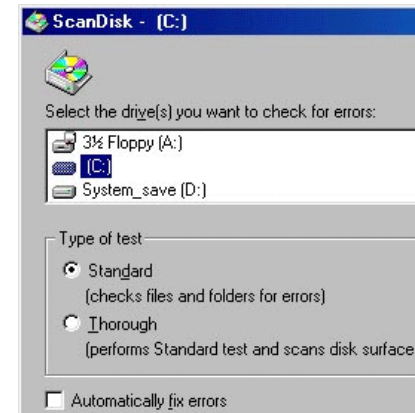 ScanDisk - (C:)
Select the drive(s) you want to check for errors:
3½ Floppy (A:)
(C:)
System_save (D:)
Type of test
Standard
(checks files and folders for errors)
Thorough
(performs Standard test and scans disk surface
Automatically fix errors